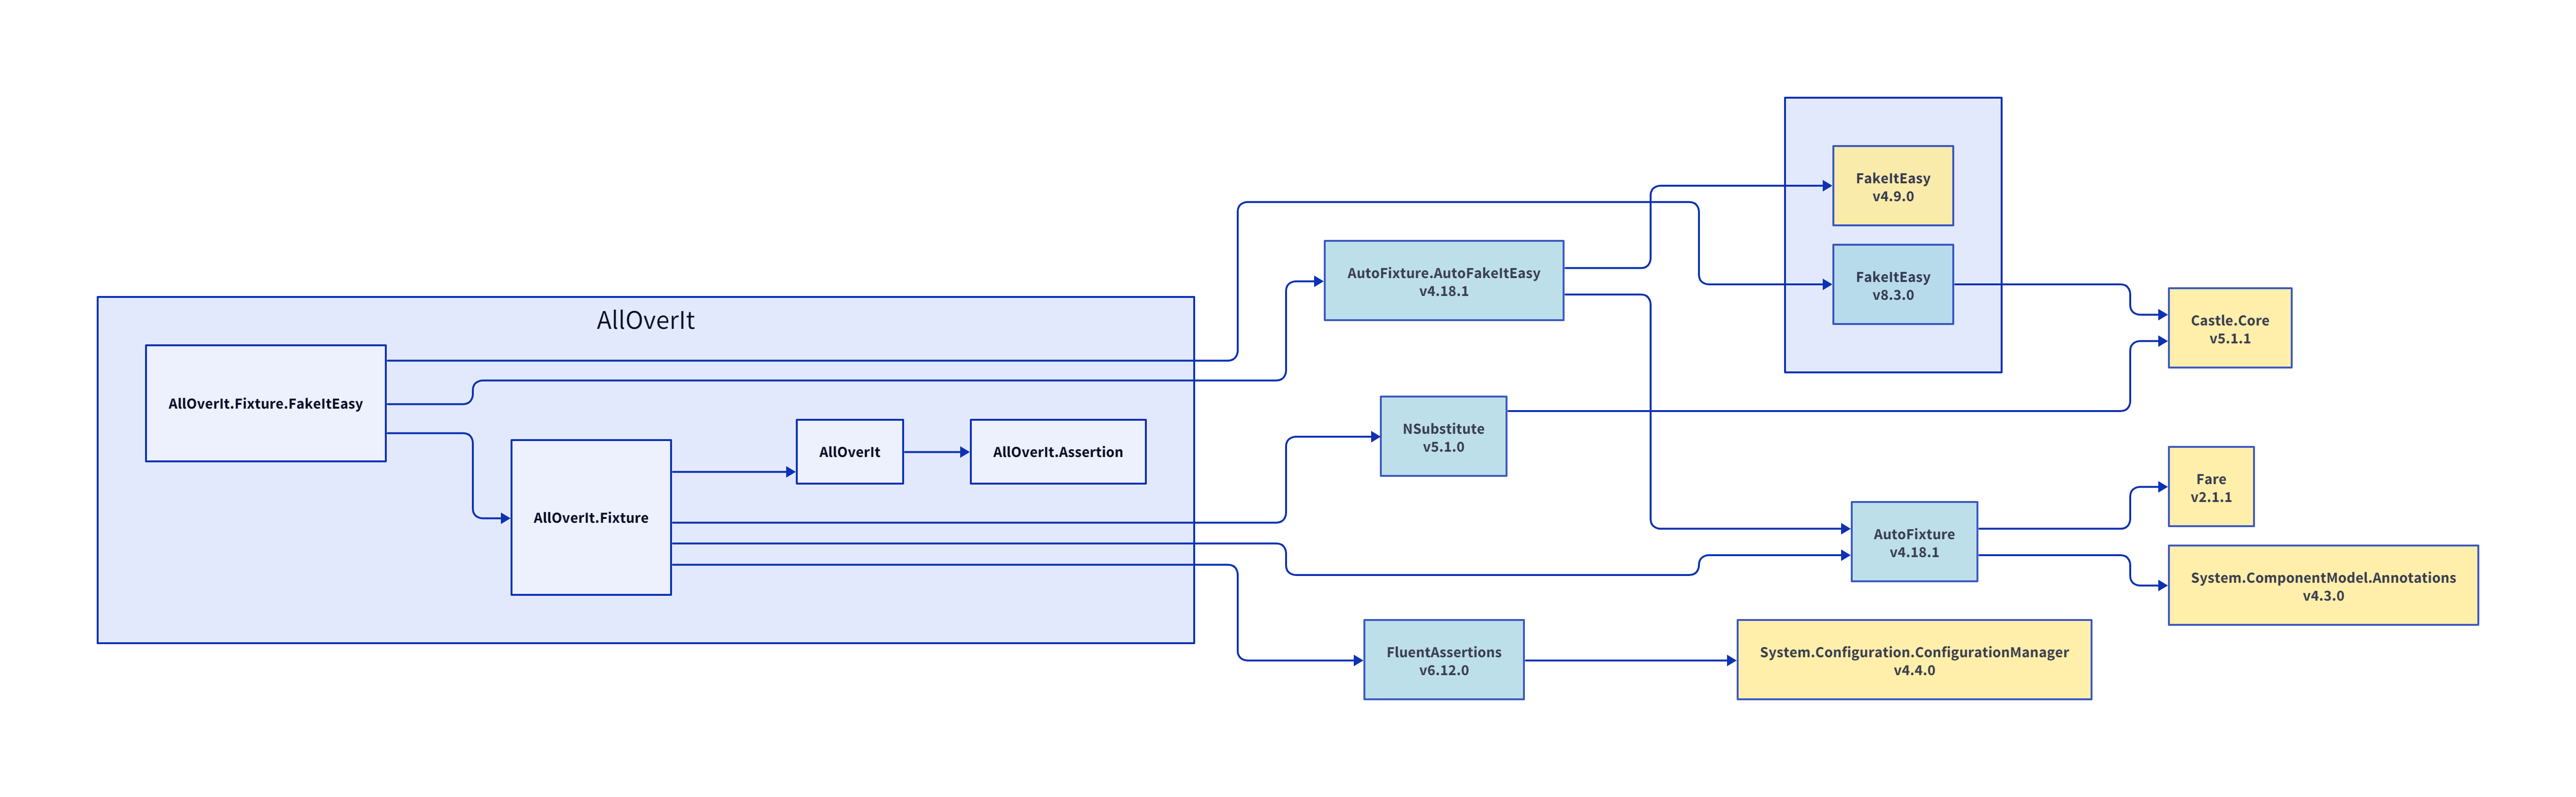 AllOverIt
AllOverIt.Fixture.FakeItEasy
AllOverIt.Fixture
AllOverIt
AllOverIt.Assertion
AutoFixture.AutoFakeItEasy
v4.18.1
NSubstitute
v5.1.0
FluentAssertions
v6.12.0
FakeItEasy
v4.9.0
FakeItEasy
v8.3.0
AutoFixture
v4.18.1
System.Configuration.ConfigurationManager
v4.4.0
Castle.Core
v5.1.1
Fare
v2.1.1
System.ComponentModel.Annotations
v4.3.0